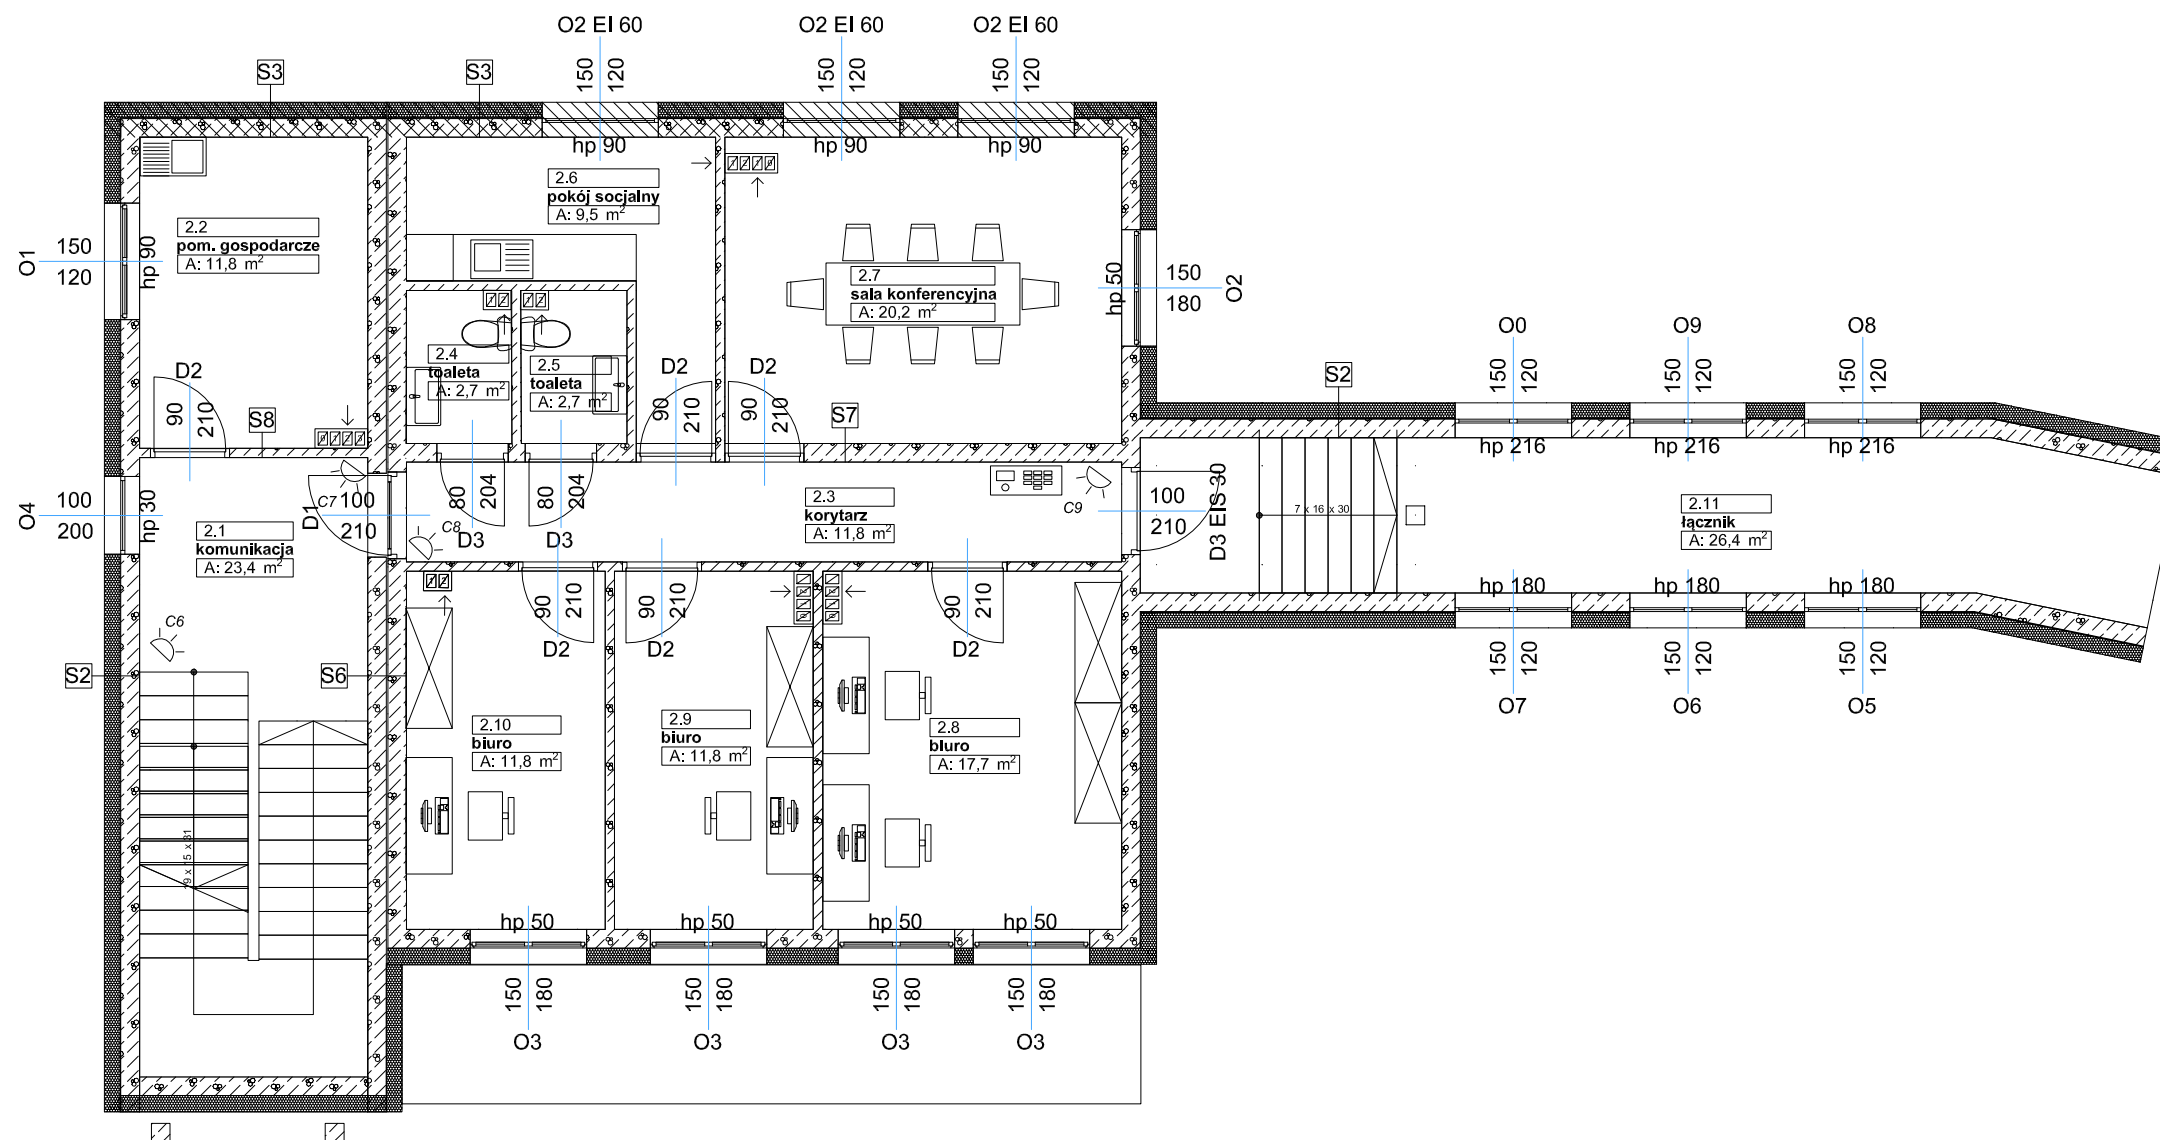 O2 EI 60
O2 EI 60
O2 EI 60
150
120
150
120
150
120
S3
S3
hp 90
hp 90
hp 90
2.2
pom. gospodarcze
A: 11,8 m²
2.6
pokój socjalny
A: 9,5 m²
2.7
sala konferencyjna
A: 20,2 m²
O1
150
120
hp 90
hp 50
150
180
O2
2.4
toaleta
A: 2,7 m²
2.5
toaleta
A: 2,7 m²
D2
90
210
S8
D2
90
210
D2
90
210
S7
S2
O0
O9
O8
150
120
150
120
150
120
hp 216
hp 216
hp 216
O4
100
200
hp 30
2.1
komunikacja
A: 23,4 m²
C7
D1
100
210
C8
80
204
D3
80
204
D3
2.3
korytarz
A: 11,8 m²
C9
100
210
D3 EIS 30
7 x 16 x 30
2.11
łącznik
A: 26,4 m²
hp 180
hp 180
hp 180
150
120
150
120
150
120
O7
O6
O5
C6
S2
S6
90
210
D2
90
210
D2
90
210
D2
2.10
biuro
A: 11,8 m²
2.9
biuro
A: 11,8 m²
2.8
biuro
A: 17,7 m²
19 x 15 x 31
hp 50
hp 50
hp 50
hp 50
150
180
150
180
150
180
150
180
O3
O3
O3
O3